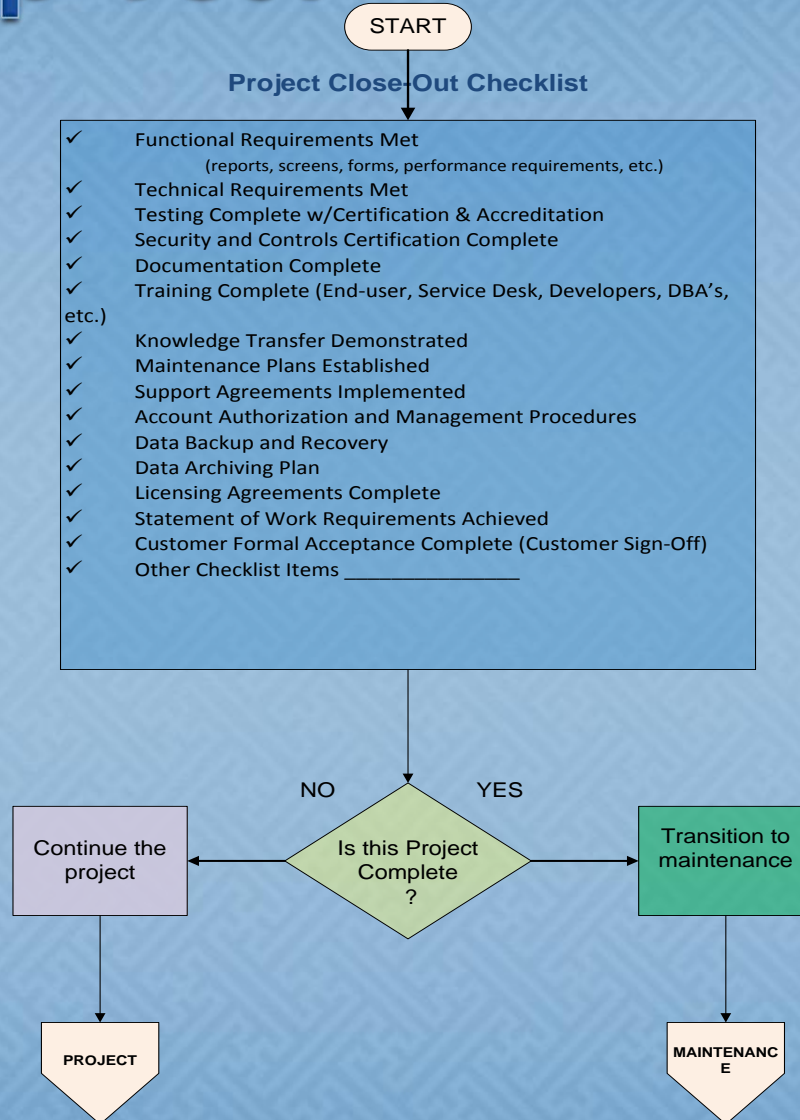 START
Project Close-Out Checklist
✓ Functional Requirements Met
(reports, screens, forms, performance requirements, etc.)
✓ Technical Requirements Met
✓ Testing Complete w/Certification & Accreditation
✓ Security and Controls Certification Complete
✓ Documentation Complete
✓ Training Complete (End-user, Service Desk, Developers, DBA's,
etc.)
✓ Knowledge Transfer Demonstrated
✓ Maintenance Plans Established
✓ Support Agreements Implemented
✓ Account Authorization and Management Procedures
✓ Data Backup and Recovery
✓ Data Archiving Plan
✓ Licensing Agreements Complete
✓ Statement of Work Requirements Achieved
✓ Customer Formal Acceptance Complete (Customer Sign-Off)
✓ Other Checklist Items _______________
NO
YES
Continue the
project
Is this Project
Complete
?
Transition to
maintenance
PROJECT
MAINTENANC
E